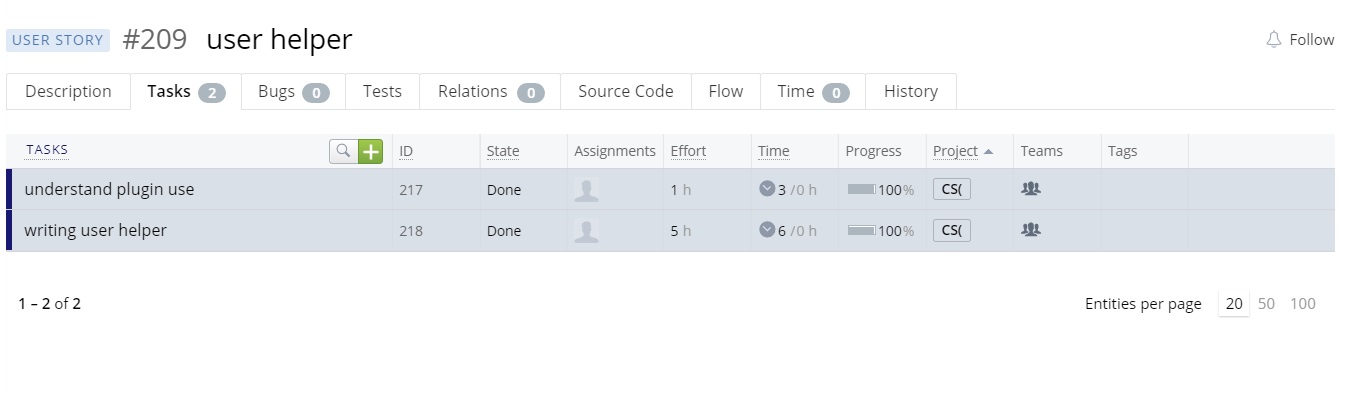 USER STORY #209 user helper
Follow
Description Tasks 2 Bugs 0 Tests Relations 0 Source Code Flow Time 0 History
TASKS ID State Assignments Effort Time Progress Project Teams Tags
understand plugin use 217 Done 1 h 3 /0 h 100% CS(
writing user helper 218 Done 5 h 6 /0 h 100% CS(
1 – 2 of 2 Entities per page 20 50 100